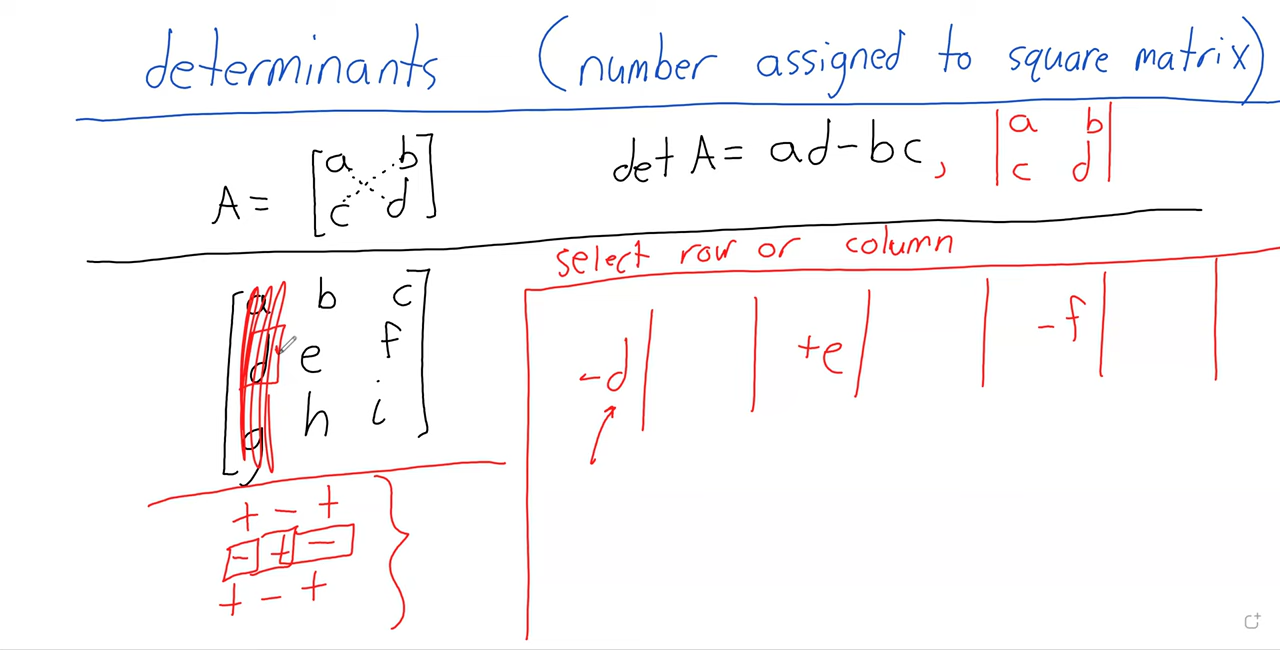 determinants (number assigned to square matrix)
A = [a b
c d]
det A = ad - bc, |a b
c d|
select row or column
[a b c
d e f
g h i]
-d| | +e| | -f| |
+ - +
- + -
+ - +